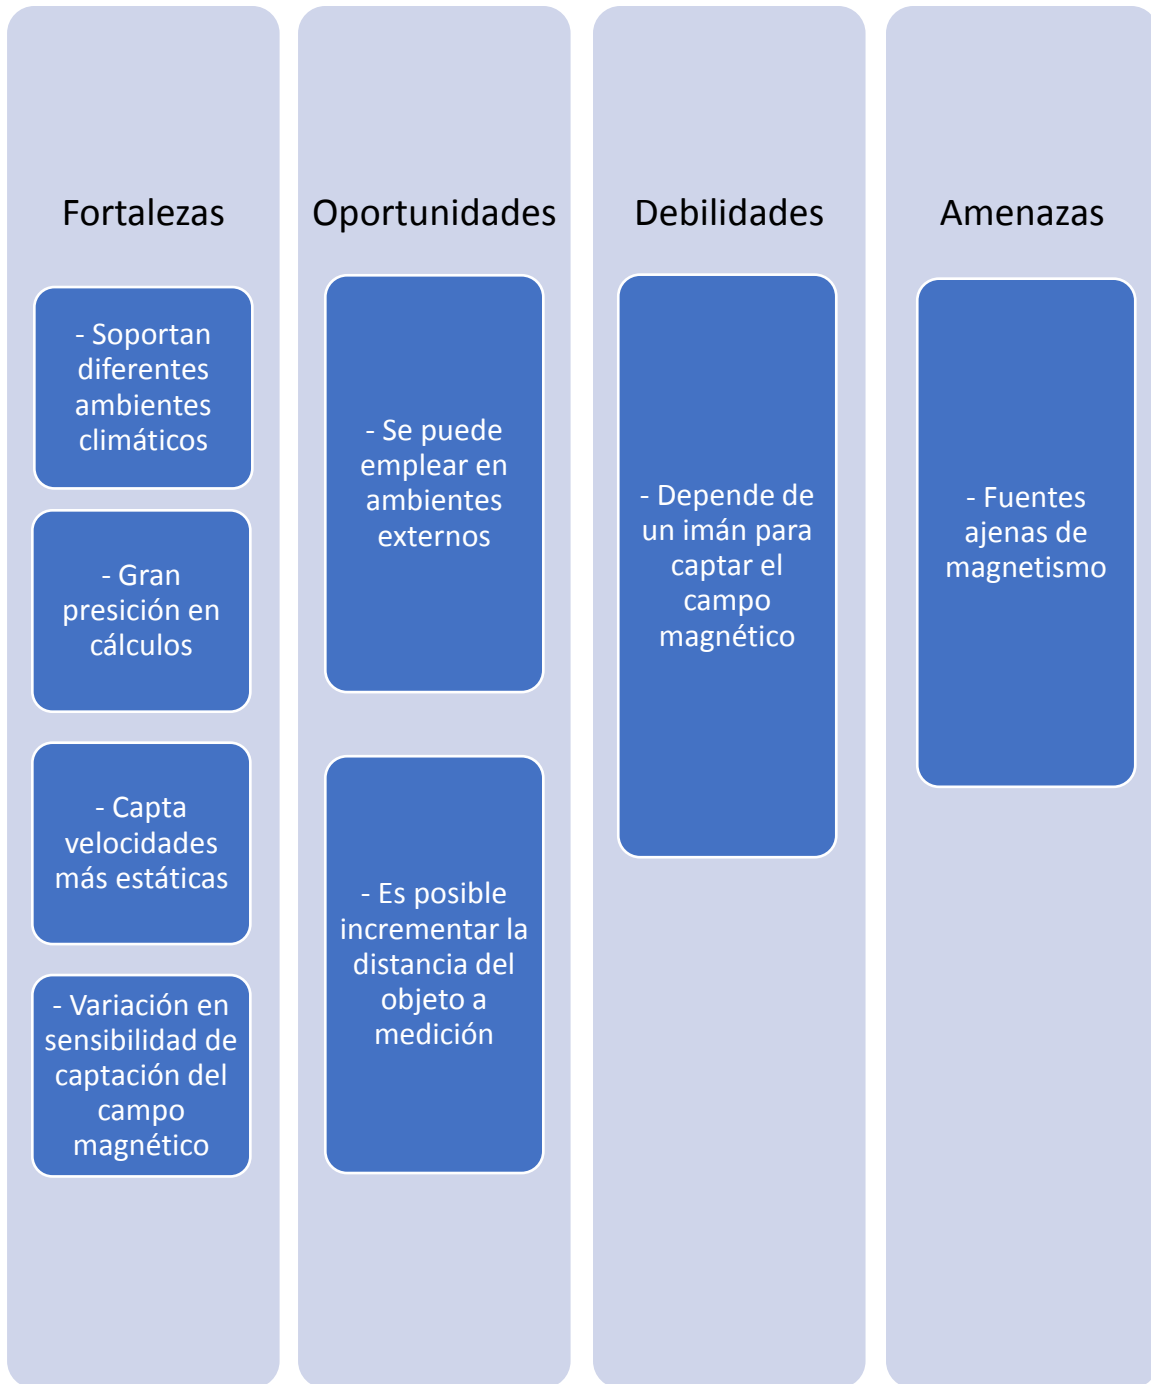 Fortalezas
- Soportan
diferentes
ambientes
climáticos
- Gran
presición en
cálculos
- Capta
velocidades
más estáticas
- Variación en
sensibilidad de
captación del
campo
magnético
Oportunidades
- Se puede
emplear en
ambientes
externos
- Es posible
incrementar la
distancia del
objeto a
medición
Debilidades
- Depende de
un imán para
captar el
campo
magnético
Amenazas
- Fuentes
ajenas de
magnetismo